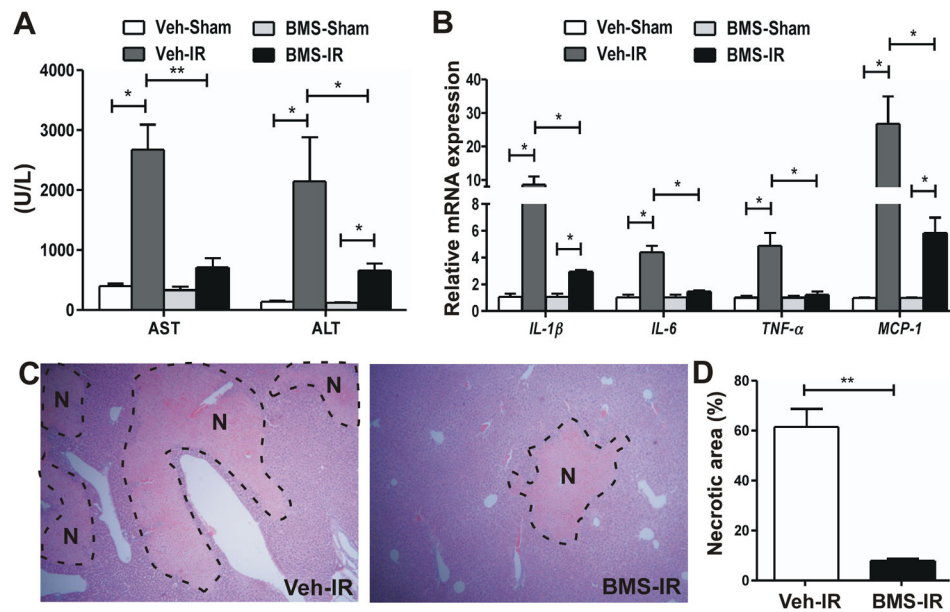 A
Veh-Sham
BMS-Sham
Veh-IR
BMS-IR
4000
3000
2000
1000
0
(U/L)
*
**
*
*
*
AST
ALT
B
Veh-Sham
BMS-Sham
Veh-IR
BMS-IR
Relative mRNA expression
40
30
20
10
8
6
4
2
0
*
*
*
*
*
*
*
*
*
*
IL-1β
IL-6
TNF-α
MCP-1
C
N
N
N
N
Veh-IR
N
BMS-IR
D
Necrotic area (%)
80
60
40
20
0
**
Veh-IR
BMS-IR